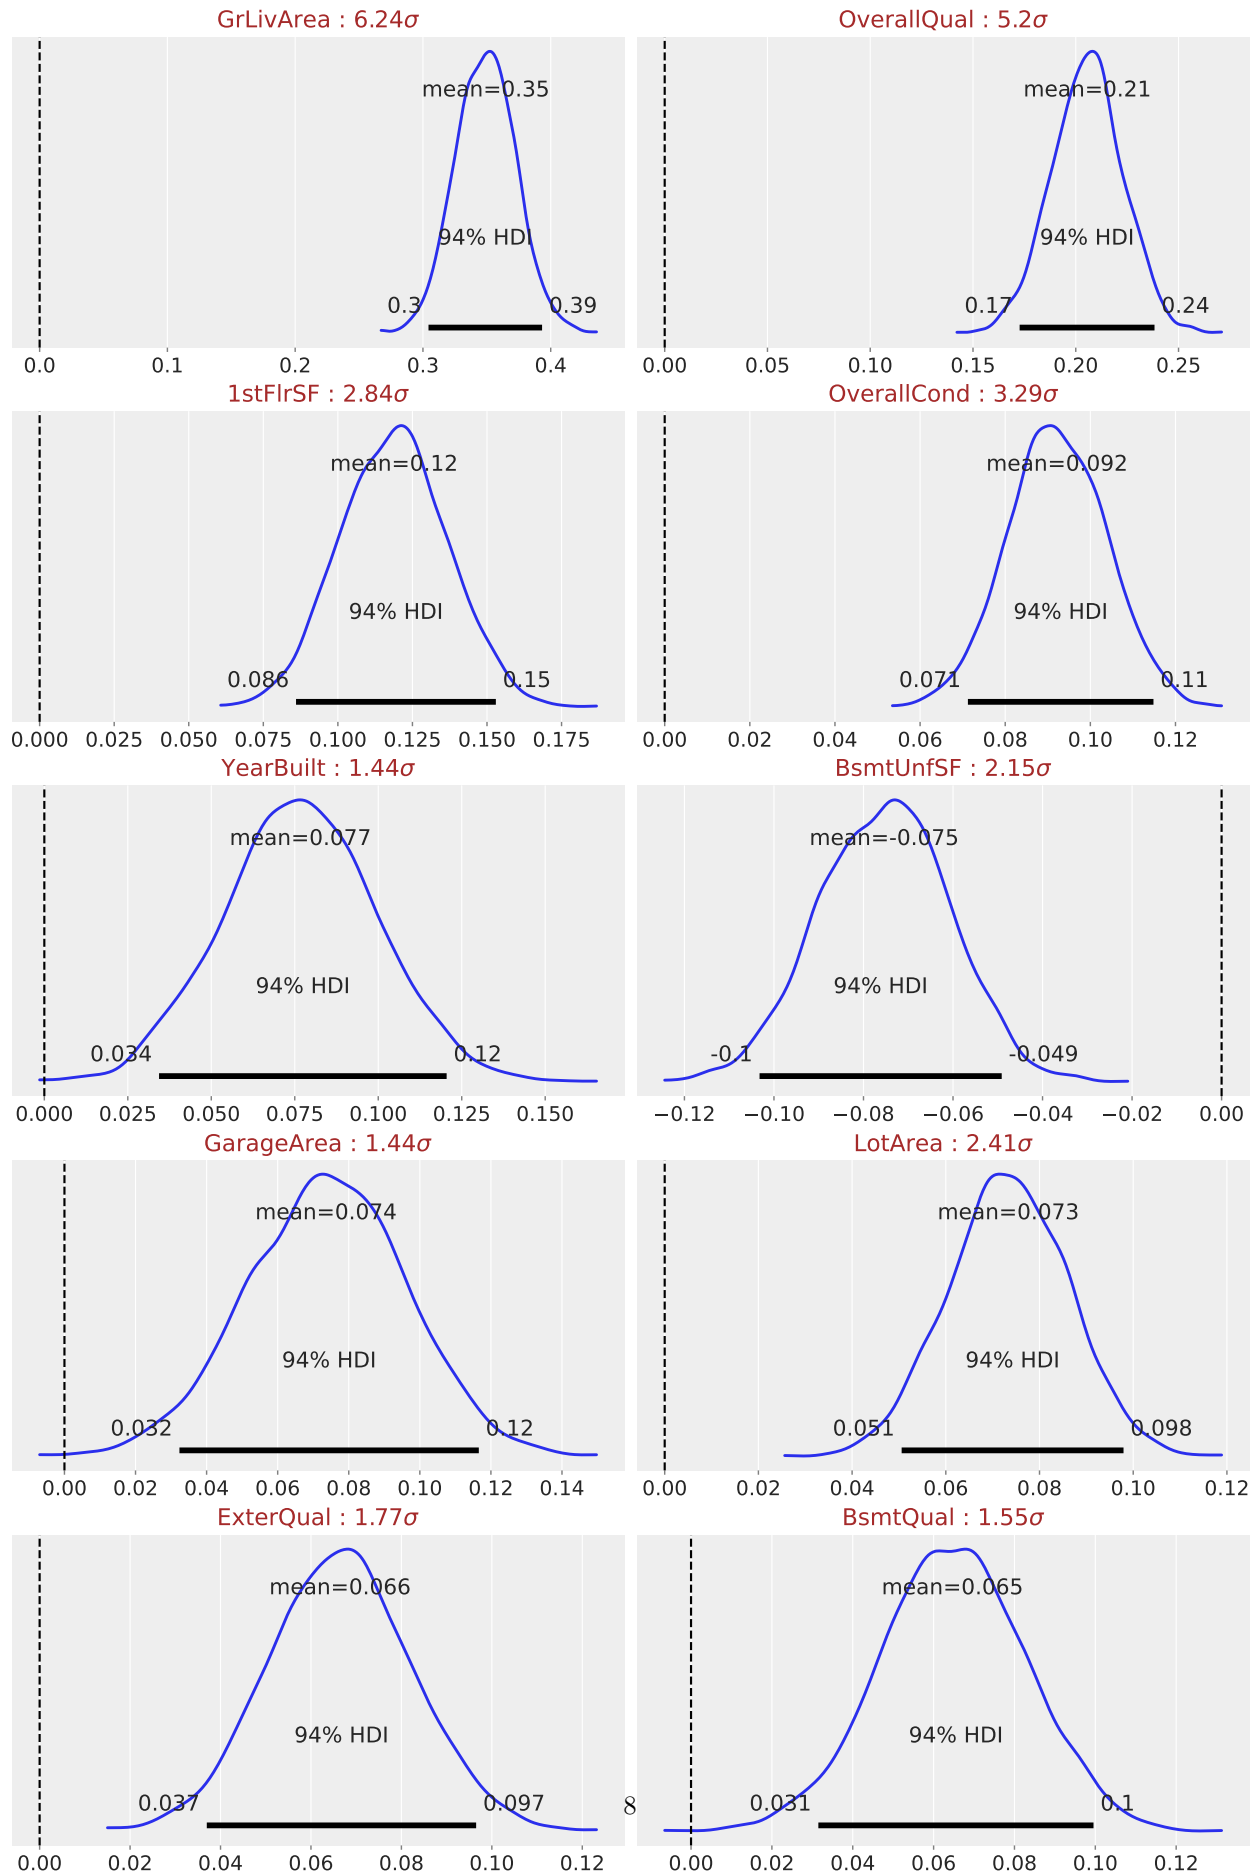 GrLivArea : 6.24σ
mean=0.35
94% HDI
0.3 0.39
0.0 0.1 0.2 0.3 0.4
OverallQual : 5.2σ
mean=0.21
94% HDI
0.17 0.24
0.00 0.05 0.10 0.15 0.20 0.25
1stFlrSF : 2.84σ
mean=0.12
94% HDI
0.086 0.15
0.000 0.025 0.050 0.075 0.100 0.125 0.150 0.175
OverallCond : 3.29σ
mean=0.092
94% HDI
0.071 0.11
0.00 0.02 0.04 0.06 0.08 0.10 0.12
YearBuilt : 1.44σ
mean=0.077
94% HDI
0.034 0.12
0.000 0.025 0.050 0.075 0.100 0.125 0.150
BsmtUnfSF : 2.15σ
mean=-0.075
94% HDI
-0.1 -0.049
−0.12 −0.10 −0.08 −0.06 −0.04 −0.02 0.00
GarageArea : 1.44σ
mean=0.074
94% HDI
0.032 0.12
0.00 0.02 0.04 0.06 0.08 0.10 0.12 0.14
LotArea : 2.41σ
mean=0.073
94% HDI
0.051 0.098
0.00 0.02 0.04 0.06 0.08 0.10 0.12
ExterQual : 1.77σ
mean=0.066
94% HDI
0.037 0.097
0.00 0.02 0.04 0.06 0.08 0.10 0.12
BsmtQual : 1.55σ
mean=0.065
94% HDI
0.031 0.1
0.00 0.02 0.04 0.06 0.08 0.10 0.12
8